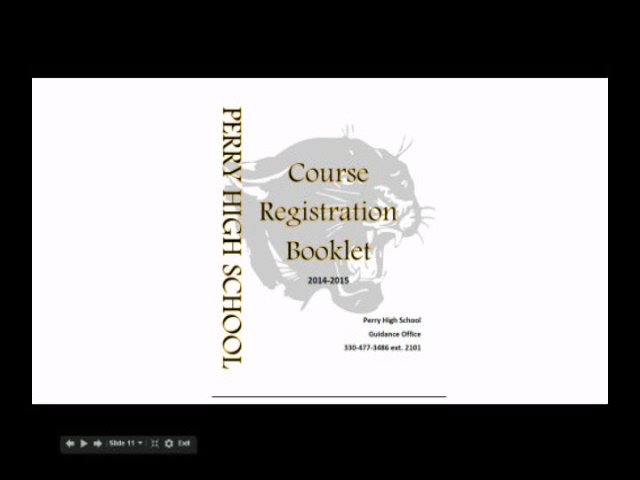 PERRY HIGH SCHOOL
Course
Registration
Booklet
2014-2015
Perry High School
Guidance Office
330-477-3486 ext. 2101
Slide 11
Exit